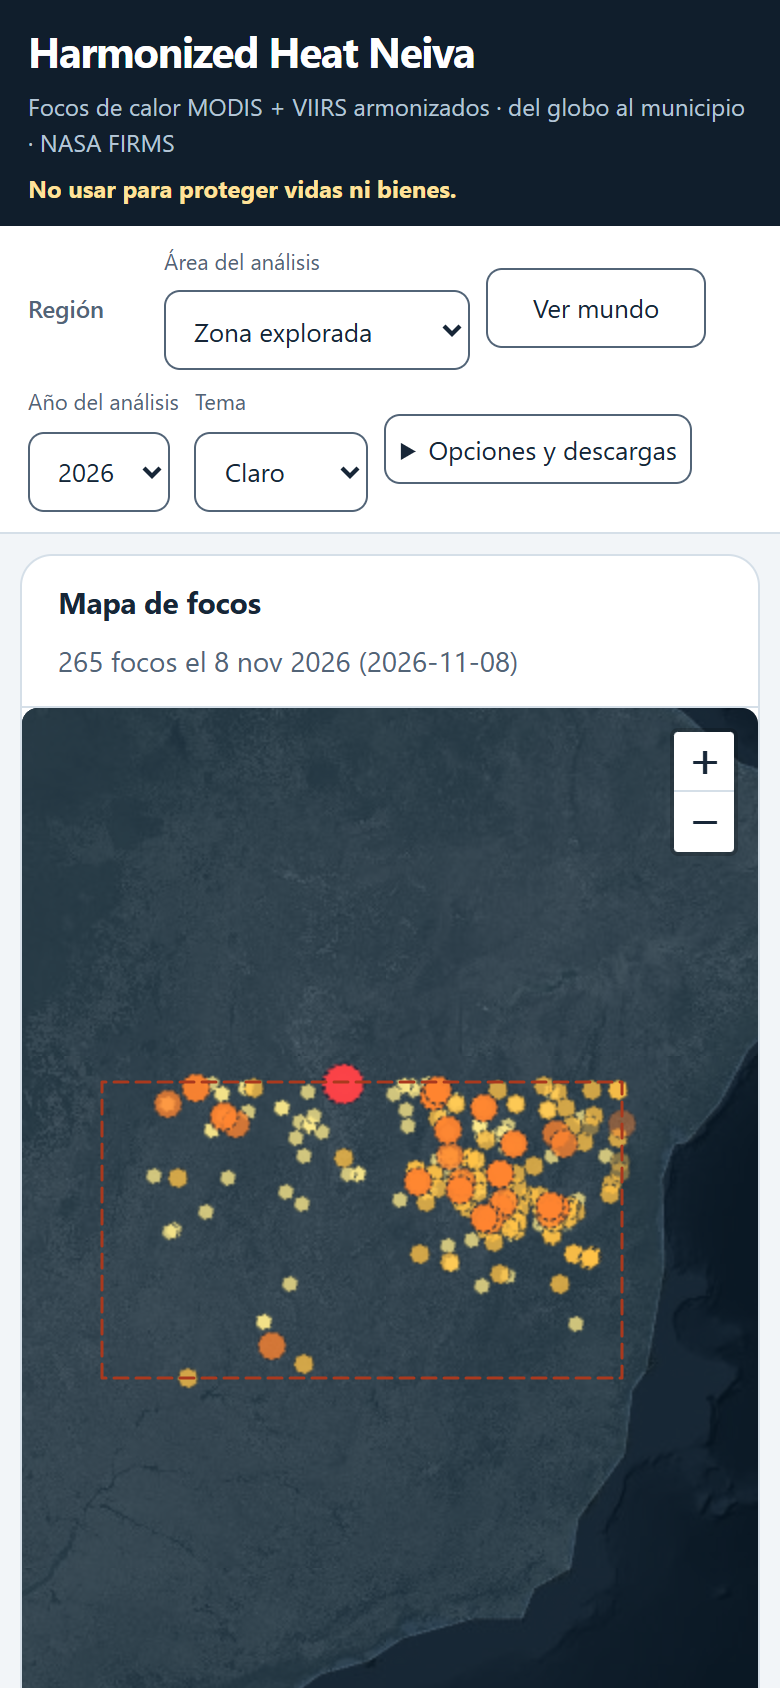 Harmonized Heat Neiva
Focos de calor MODIS + VIIRS armonizados · del globo al municipio
· NASA FIRMS
No usar para proteger vidas ni bienes.
Región
Área del análisis
Zona explorada
Ver mundo
Año del análisis
2026
Tema
Claro
▶ Opciones y descargas
Mapa de focos
265 focos el 8 nov 2026 (2026-11-08)
+
−